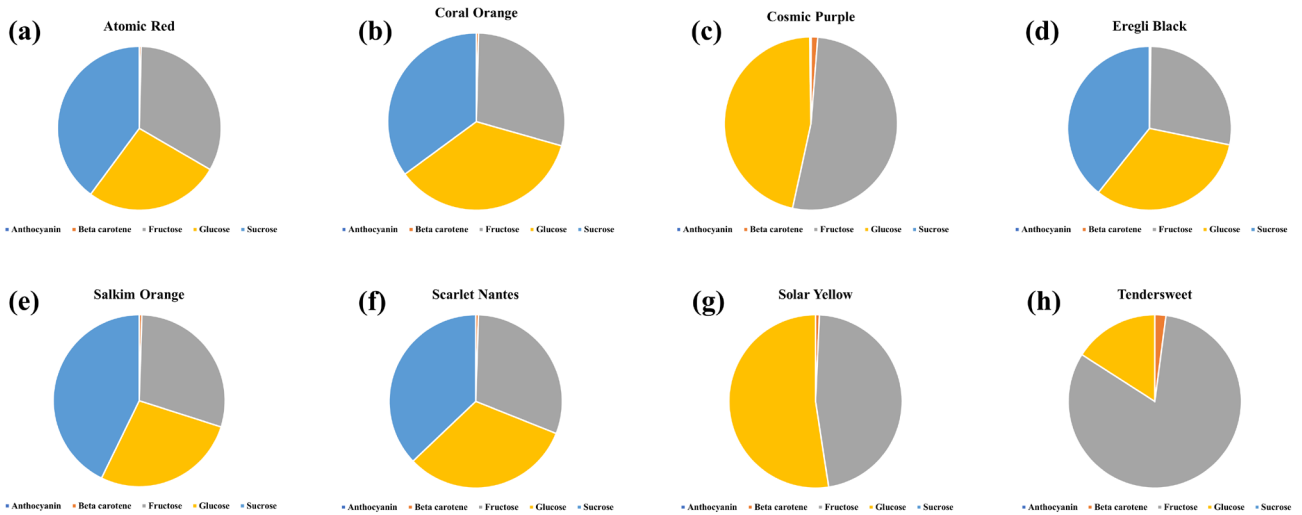 (a) Atomic Red
(b) Coral Orange
(c) Cosmic Purple
(d) Eregli Black
Anthocyanin Beta carotene Fructose Glucose Sucrose
Anthocyanin Beta carotene Fructose Glucose Sucrose
Anthocyanin Beta carotene Fructose Glucose Sucrose
Anthocyanin Beta carotene Fructose Glucose Sucrose
(e) Salkim Orange
(f) Scarlet Nantes
(g) Solar Yellow
(h) Tendersweet
Anthocyanin Beta carotene Fructose Glucose Sucrose
Anthocyanin Beta carotene Fructose Glucose Sucrose
Anthocyanin Beta carotene Fructose Glucose Sucrose
Anthocyanin Beta carotene Fructose Glucose Sucrose